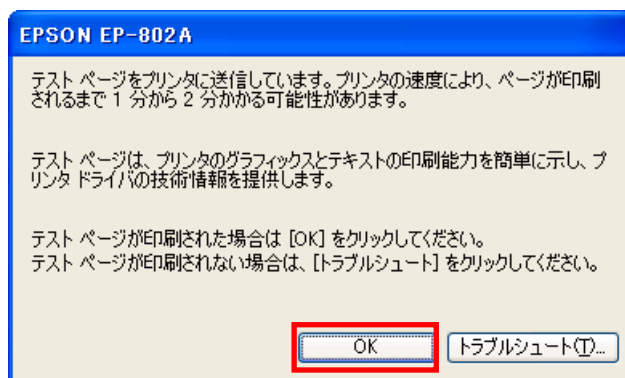 EPSON EP-802A
テスト ページをプリンタに送信しています。プリンタの速度により、ページが印刷
されるまで 1 分から 2 分かかる可能性があります。
テスト ページは、プリンタのグラフィックスとテキストの印刷能力を簡単に示し、プ
リンタ ドライバの技術情報を提供します。
テスト ページが印刷された場合は [OK] をクリックしてください。
テスト ページが印刷されない場合は、[トラブルシュート] をクリックしてください。
OK
トラブルシュート(T)...